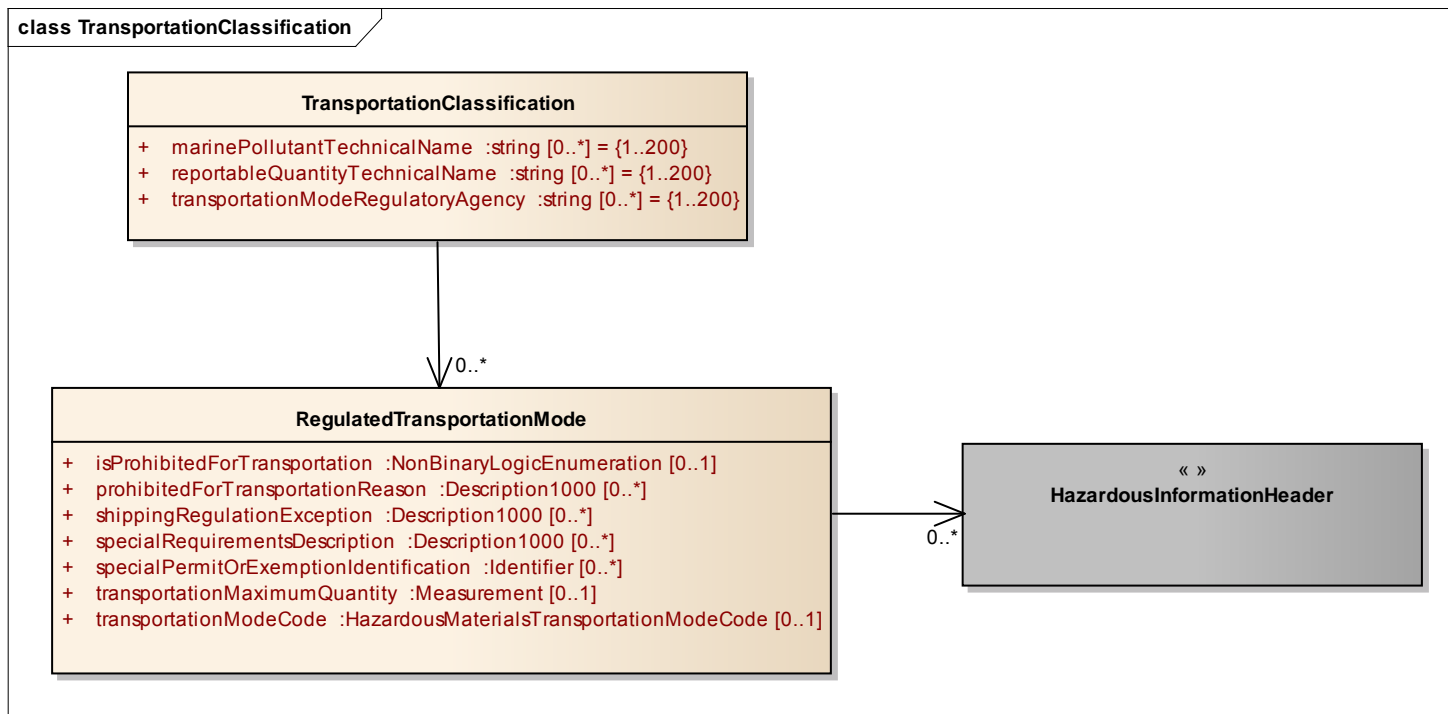 class TransportationClassification
TransportationClassification
+ marinePollutantTechnicalName :string [0..*] = {1..200}
+ reportableQuantityTechnicalName :string [0..*] = {1..200}
+ transportationModeRegulatoryAgency :string [0..*] = {1..200}
0..*
RegulatedTransportationMode
+ isProhibitedForTransportation :NonBinaryLogicEnumeration [0..1]
+ prohibitedForTransportationReason :Description1000 [0..*]
+ shippingRegulationException :Description1000 [0..*]
+ specialRequirementsDescription :Description1000 [0..*]
+ specialPermitOrExemptionIdentification :Identifier [0..*]
+ transportationMaximumQuantity :Measurement [0..1]
+ transportationModeCode :HazardousMaterialsTransportationModeCode [0..1]
0..*
« »
HazardousInformationHeader